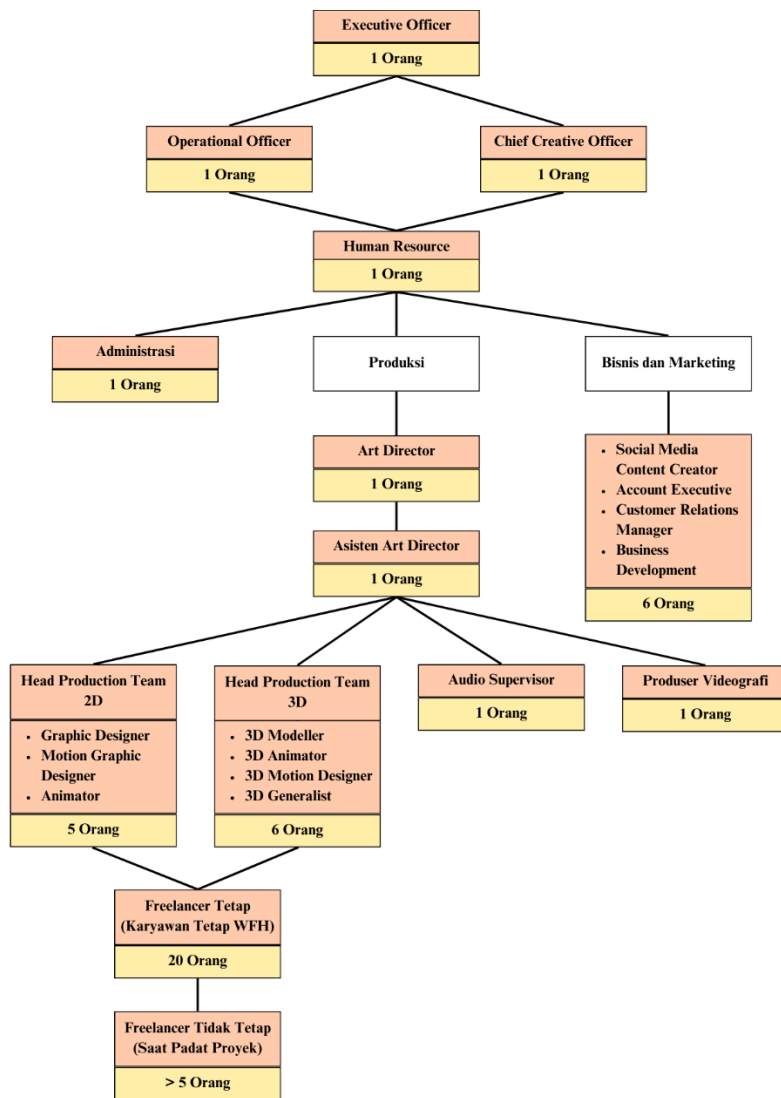 Executive Officer
1 Orang
Operational Officer
1 Orang
Chief Creative Officer
1 Orang
Human Resource
1 Orang
Administrasi
1 Orang
Produksi
Bisnis dan Marketing
Art Director
1 Orang
• Social Media
Content Creator
• Account Executive
• Customer Relations
Manager
• Business
Development
6 Orang
Asisten Art Director
1 Orang
Head Production Team
2D
• Graphic Designer
• Motion Graphic
Designer
• Animator
5 Orang
Head Production Team
3D
• 3D Modeller
• 3D Animator
• 3D Motion Designer
• 3D Generalist
6 Orang
Audio Supervisor
1 Orang
Produser Videografi
1 Orang
Freelancer Tetap
(Karyawan Tetap WFH)
20 Orang
Freelancer Tidak Tetap
(Saat Padat Proyek)
> 5 Orang